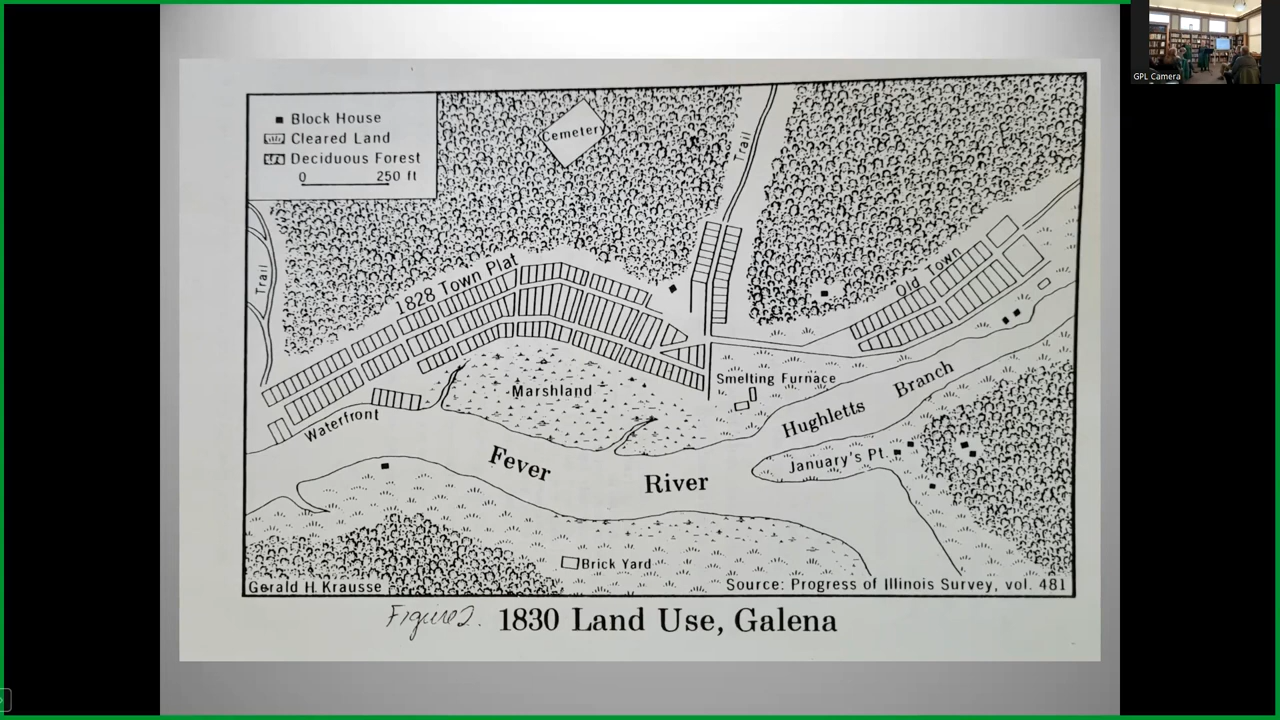 GPL Camera
Block House
Cleared Land
Deciduous Forest
0 250 ft
Cemetery
Trail
Trail
1828 Town Plat
Old Town
Smelting Furnace
Marshland
Waterfront
Hughletts Branch
January's Pt.
Fever River
Brick Yard
Gerald H. Krausse
Source: Progress of Illinois Survey, vol. 481
Figure 2. 1830 Land Use, Galena